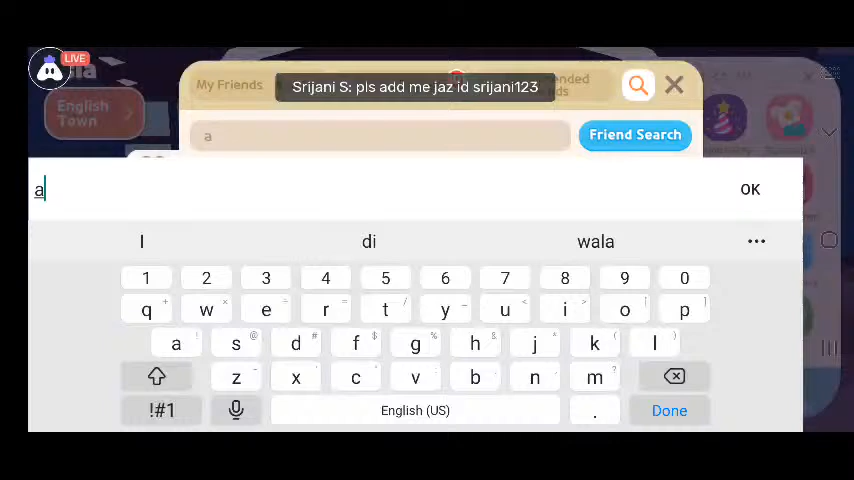 LIVE
English
Town
My Friends
Srijani S: pls add me jaz id srijani123
a
Friend Search
a
OK
I
di
wala
•••
1 2 3 4 5 6 7 8 9 0
q w e r t y u i o p
a s d f g h j k l
z x c v b n m
!#1
English (US)
.
Done